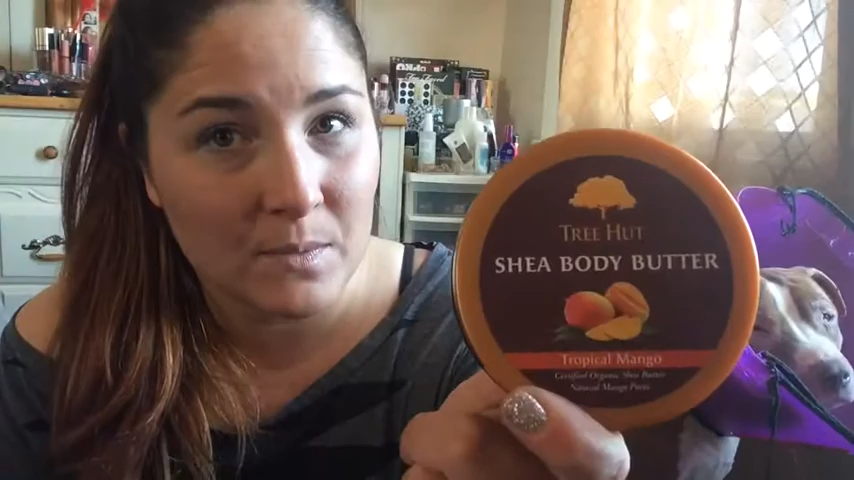 TREE HUT
SHEA BODY BUTTER
Tropical Mango
Certified Organic Shea Butter
Natural Mango Puree